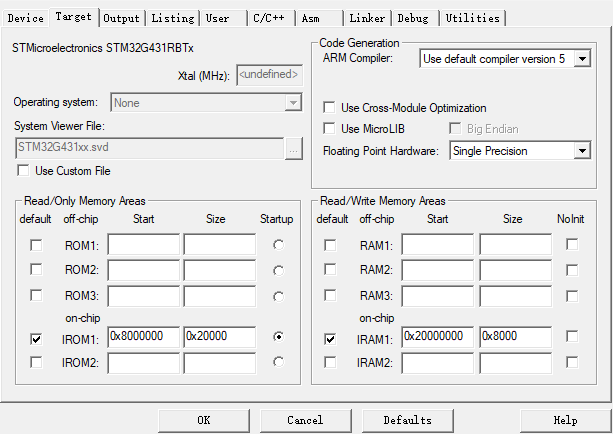 Device Target Output Listing User C/C++ Asm Linker Debug Utilities
STMicroelectronics STM32G431RBTx
Xtal (MHz): <undefined>
Operating system: None
System Viewer File:
STM32G431xx.svd ...
Use Custom File
Code Generation
ARM Compiler: Use default compiler version 5
Use Cross-Module Optimization
Use MicroLIB Big Endian
Floating Point Hardware: Single Precision
Read/Only Memory Areas
default off-chip Start Size Startup
ROM1:
ROM2:
ROM3:
on-chip
IROM1: 0x8000000 0x20000
IROM2:
Read/Write Memory Areas
default off-chip Start Size NoInit
RAM1:
RAM2:
RAM3:
on-chip
IRAM1: 0x20000000 0x8000
IRAM2:
OK Cancel Defaults Help